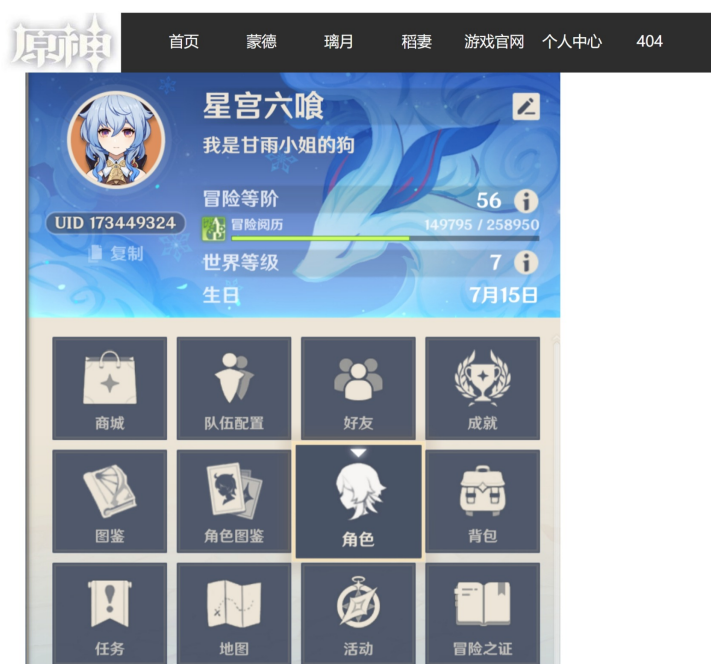 原神
首页 蒙德 璃月 稻妻 游戏官网 个人中心 404
星宫六喰
我是甘雨小姐的狗
冒险等阶 56
UID 173449324
冒险阅历 149795 / 258950
复制
世界等级 7
生日 7月15日
商城 队伍配置 好友 成就
图鉴 角色图鉴 角色 背包
任务 地图 活动 冒险之证